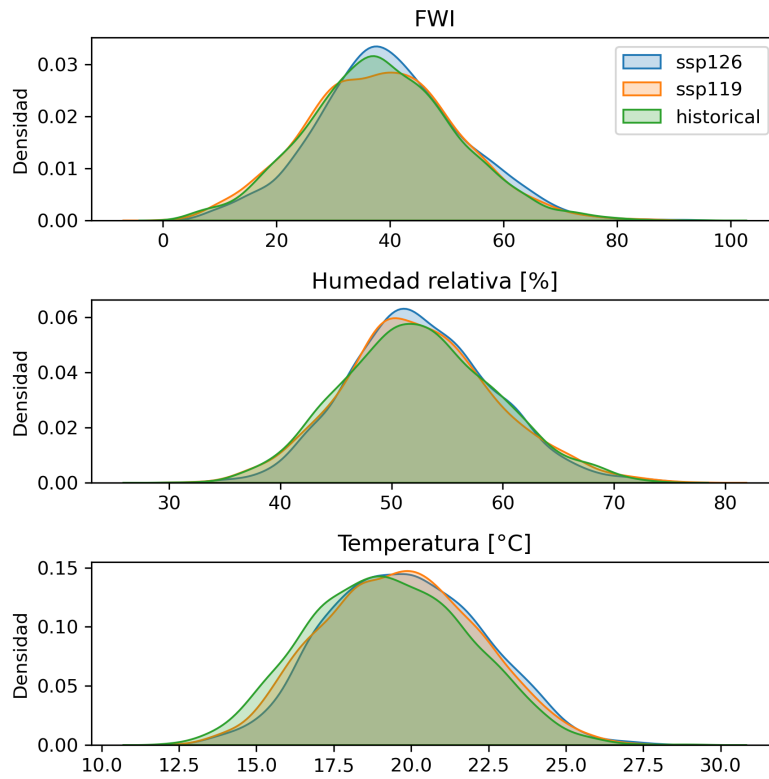 FWI
Densidad
0.03
0.02
0.01
0.00
0 20 40 60 80 100
ssp126
ssp119
historical
Humedad relativa [%]
Densidad
0.06
0.04
0.02
0.00
30 40 50 60 70 80
Temperatura [°C]
Densidad
0.15
0.10
0.05
0.00
10.0 12.5 15.0 17.5 20.0 22.5 25.0 27.5 30.0